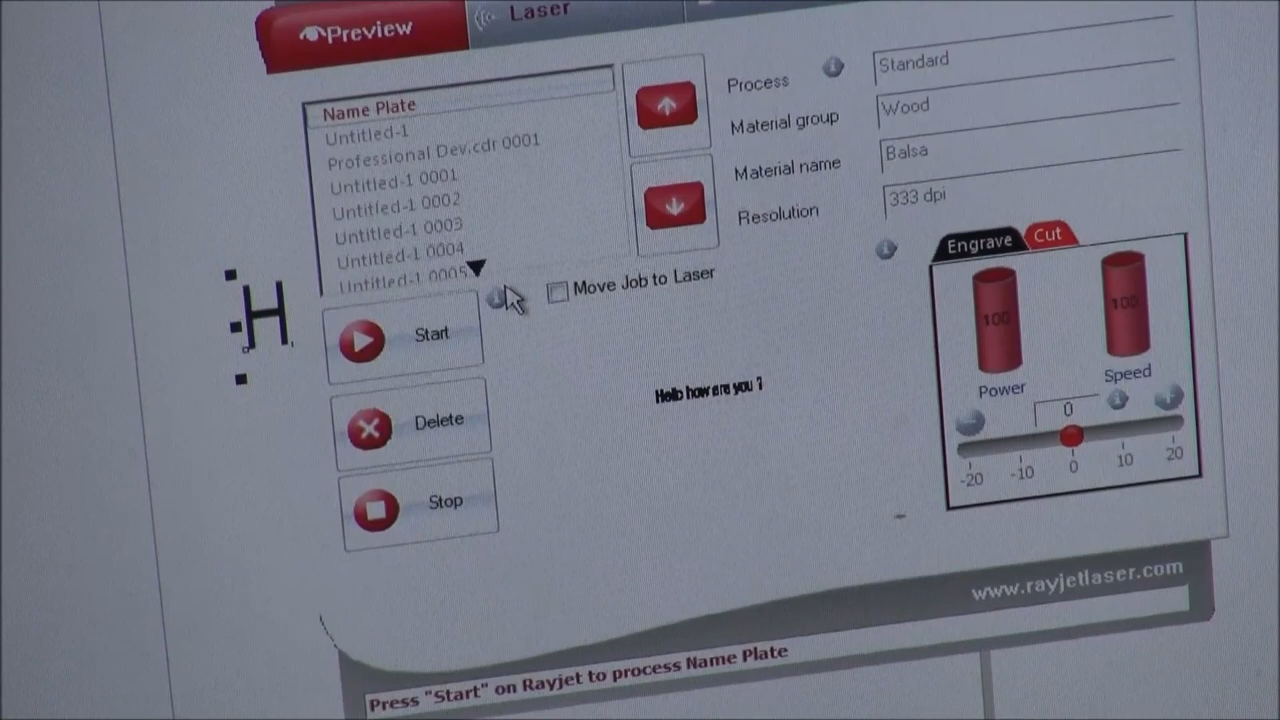 Preview
Laser
Name Plate
Untitled-1
Professional Dev.cdr 0001
Untitled-1 0001
Untitled-1 0002
Untitled-1 0003
Untitled-1 0004
Untitled-1 0005
Process
Standard
Material group
Wood
Material name
Balsa
Resolution
333 dpi
Move Job to Laser
H
Start
Delete
Stop
Hello how are you ?
Engrave
Cut
100
100
Power
Speed
0
-20 -10 0 10 20
www.rayjetlaser.com
Press "Start" on Rayjet to process Name Plate